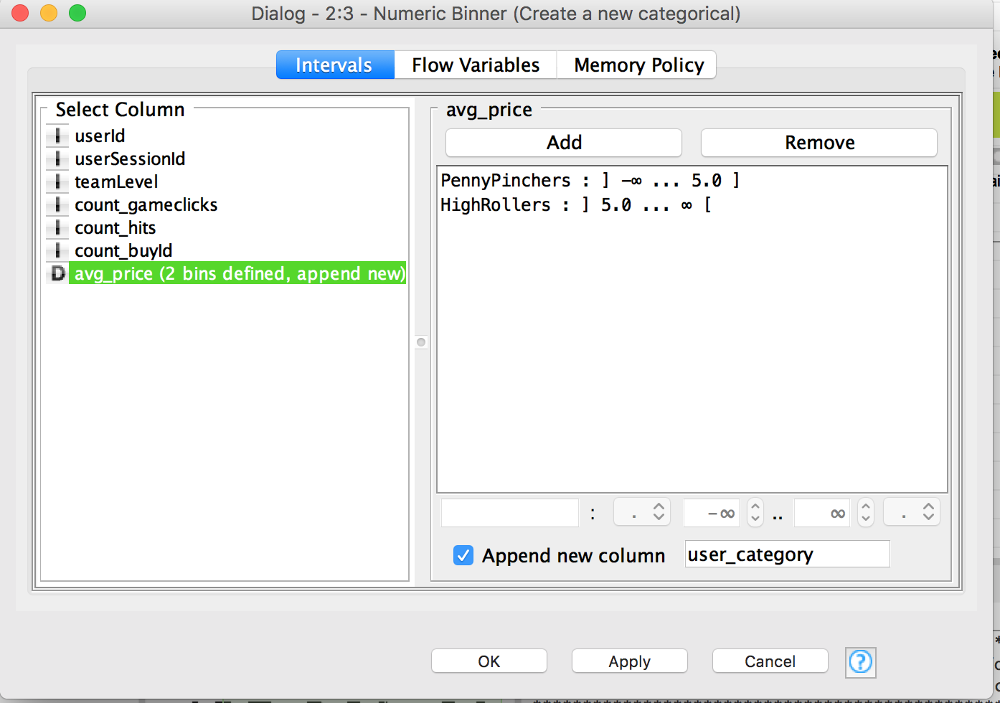 Dialog - 2:3 - Numeric Binner (Create a new categorical)
Intervals Flow Variables Memory Policy
Select Column
userId
userSessionId
teamLevel
count_gameclicks
count_hits
count_buyId
D avg_price (2 bins defined, append new)
avg_price
Add Remove
PennyPinchers : ] -∞ ... 5.0 ]
HighRollers : ] 5.0 ... ∞ [
: . -∞ .. ∞ .
Append new column user_category
OK Apply Cancel ?